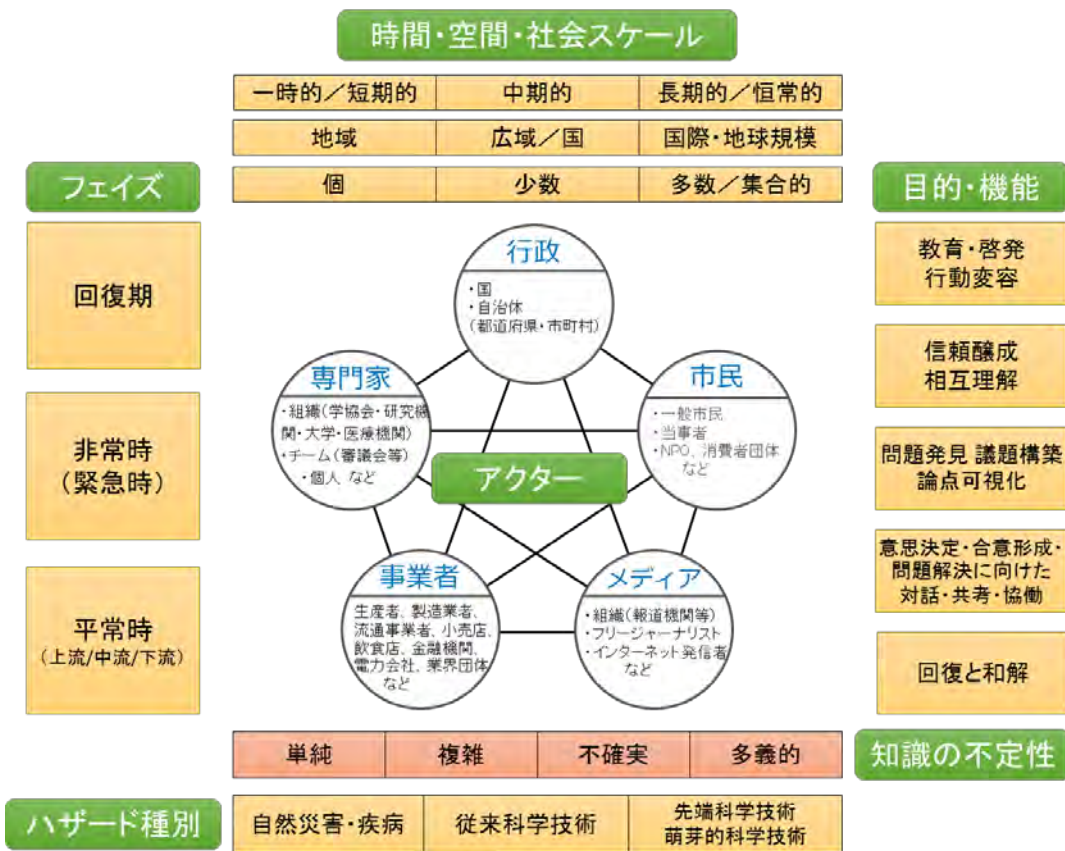 時間・空間・社会スケール
一時的／短期的
中期的
長期的／恒常的
地域
広域／国
国際・地球規模
個
少数
多数／集合的
フェイズ
回復期
非常時
（緊急時）
平常時
（上流/中流/下流）
目的・機能
教育・啓発
行動変容
信頼醸成
相互理解
問題発見 議題構築
論点可視化
意思決定・合意形成・
問題解決に向けた
対話・共考・協働
回復と和解
行政
・国
・自治体
（都道府県・市町村）
専門家
・組織（学協会・研究機
関・大学・医療機関）
・チーム（審議会等）
・個人 など
市民
・一般市民
・当事者
・NPO、消費者団体
など
アクター
事業者
生産者、製造業者、
流通事業者、小売店、
飲食店、金融機関、
電力会社、業界団体
など
メディア
・組織（報道機関等）
・フリージャーナリスト
・インターネット発信者
など
単純
複雑
不確実
多義的
知識の不定性
ハザード種別
自然災害・疾病
従来科学技術
先端科学技術
萌芽的科学技術